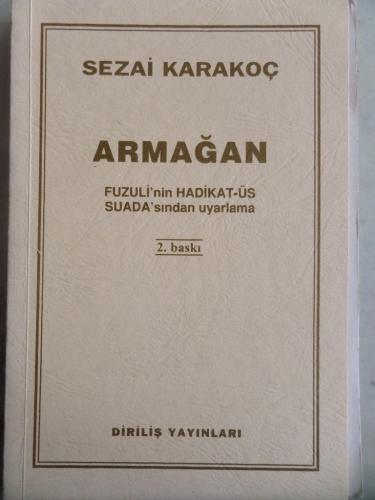 SEZAİ KARAKOÇ
ARMAĞAN
FUZULİ'nin HADİKAT-ÜS
SUADA'sından uyarlama
2. baskı
DİRİLİŞ YAYINLARI